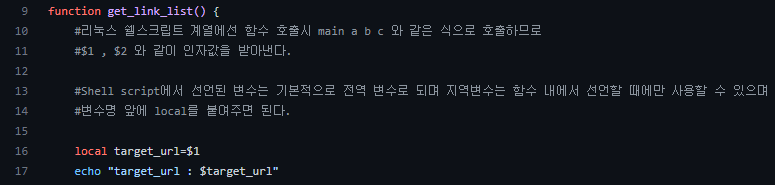 9 function get_link_list() {
10 #리눅스 쉘스크립트 계열에선 함수 호출시 main a b c 와 같은 식으로 호출하므로
11 #$1 , $2 와 같이 인자값을 받아낸다.
12
13 #Shell script에서 선언된 변수는 기본적으로 전역 변수로 되며 지역변수는 함수 내에서 선언할 때에만 사용할 수 있으며
14 #변수명 앞에 local를 붙여주면 된다.
15
16 local target_url=$1
17 echo "target_url : $target_url"